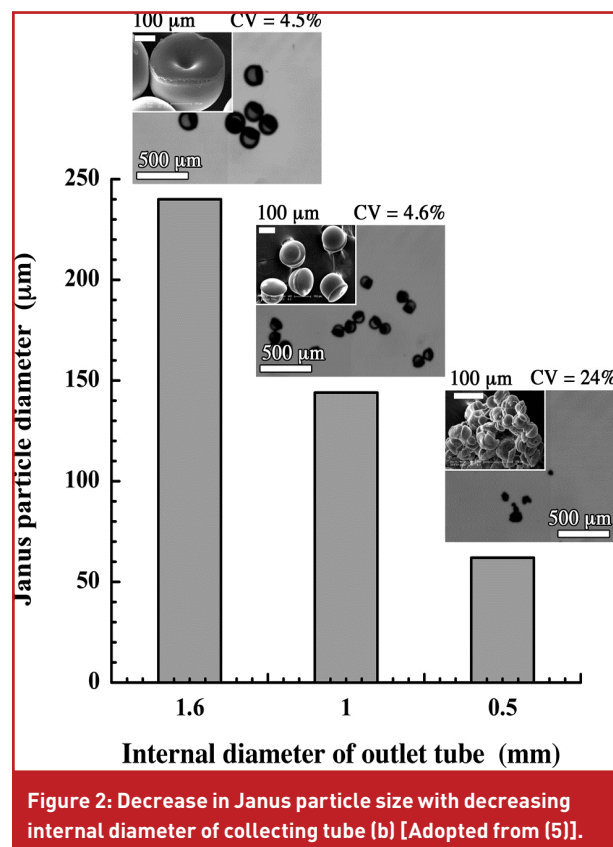 100 μm CV = 4.5%
500 μm
250
100 μm CV = 4.6%
200
500 μm
150
100 μm CV = 24%
100
500 μm
50
0
Janus particle diameter (μm)
1.6 1 0.5
Internal diameter of outlet tube (mm)
Figure 2: Decrease in Janus particle size with decreasing
internal diameter of collecting tube (b) [Adopted from (5)].